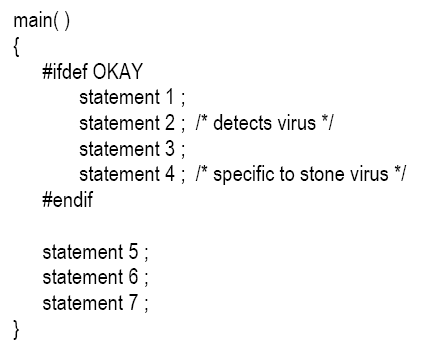 main( )
{
#ifdef OKAY
statement 1 ;
statement 2 ; /* detects virus */
statement 3 ;
statement 4 ; /* specific to stone virus */
#endif
statement 5 ;
statement 6 ;
statement 7 ;
}